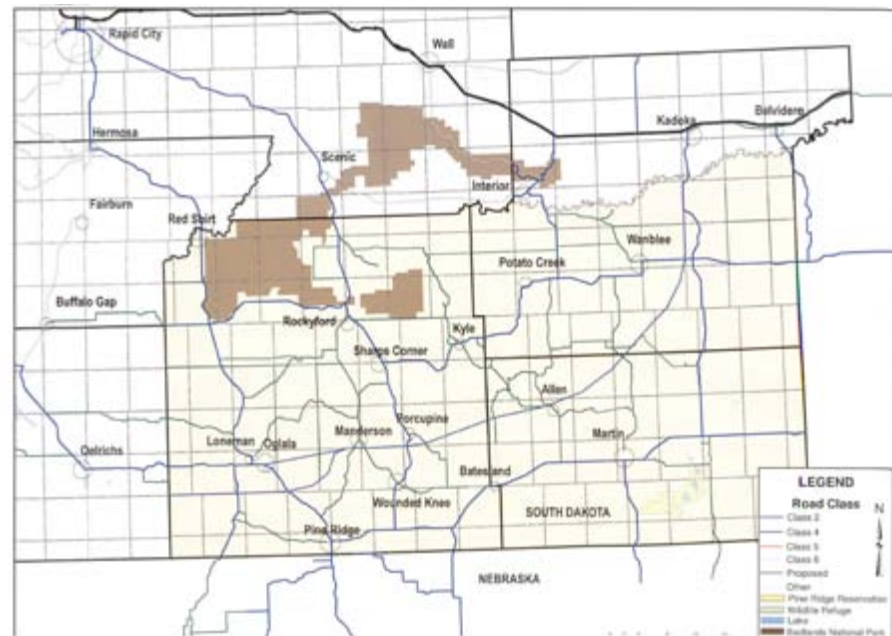 Rapid City
Wall
Kadoka
Belvidere
Hermosa
Scenic
Interior
Fairburn
Red Shirt
Wanblee
Potato Creek
Buffalo Gap
Rockyford
Kyle
Sharps Corner
Allen
Porcupine
Manderson
Martin
Loneman
Oglala
Oelrichs
Batesland
Wounded Knee
SOUTH DAKOTA
Pine Ridge
NEBRASKA
LEGEND
Road Class
N
Class 4
Class 5
Class 6
Proposed
Other
Pine Ridge Reservation
Wildlife Refuge
Lake
Badlands National Park